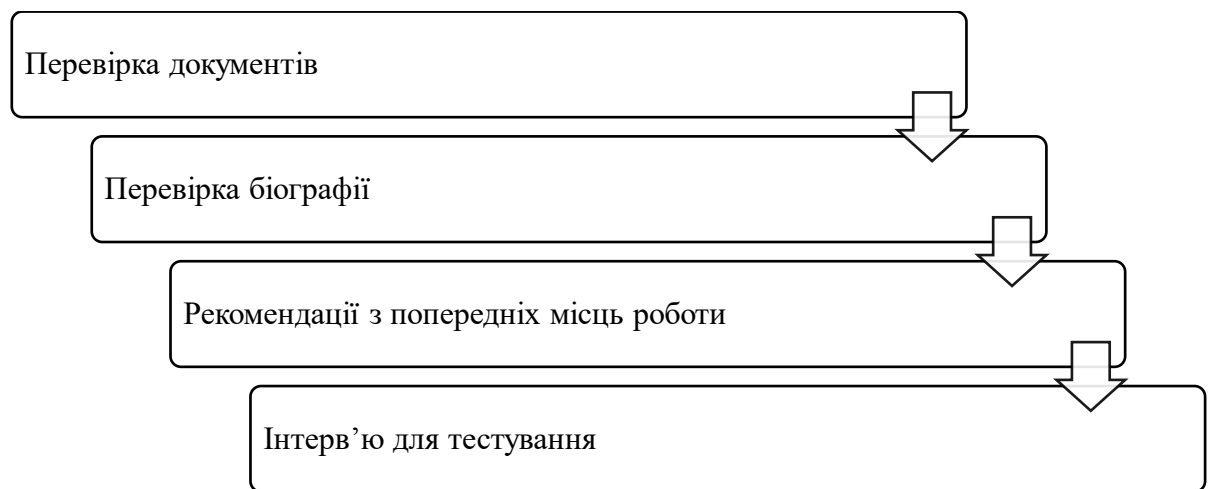 Перевірка документів
Перевірка біографії
Рекомендації з попередніх місць роботи
Інтерв’ю для тестування